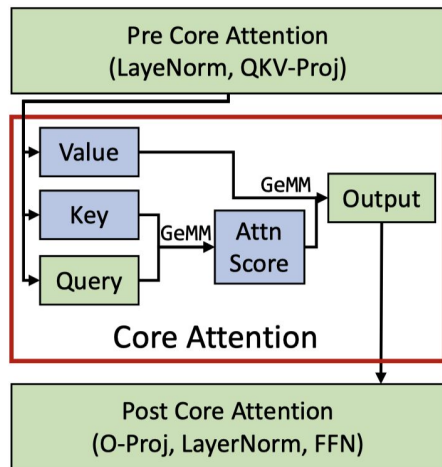 Pre Core Attention
(LayeNorm, QKV-Proj)
Value
GeMM
Output
Key
GeMM
Attn
Score
Query
Core Attention
Post Core Attention
(O-Proj, LayerNorm, FFN)